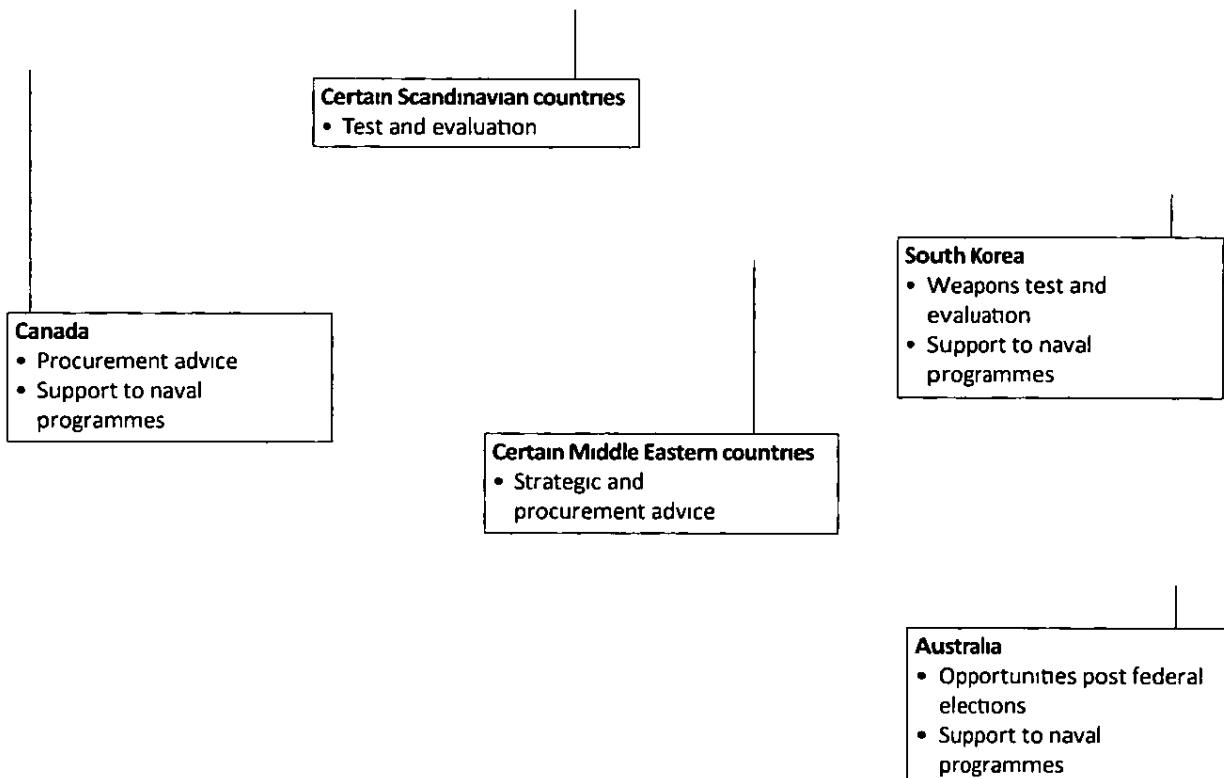 Certain Scandinavian countries
• Test and evaluation
South Korea
• Weapons test and
evaluation
• Support to naval
programmes
Canada
• Procurement advice
• Support to naval
programmes
Certain Middle Eastern countries
• Strategic and
procurement advice
Australia
• Opportunities post federal
elections
• Support to naval
programmes